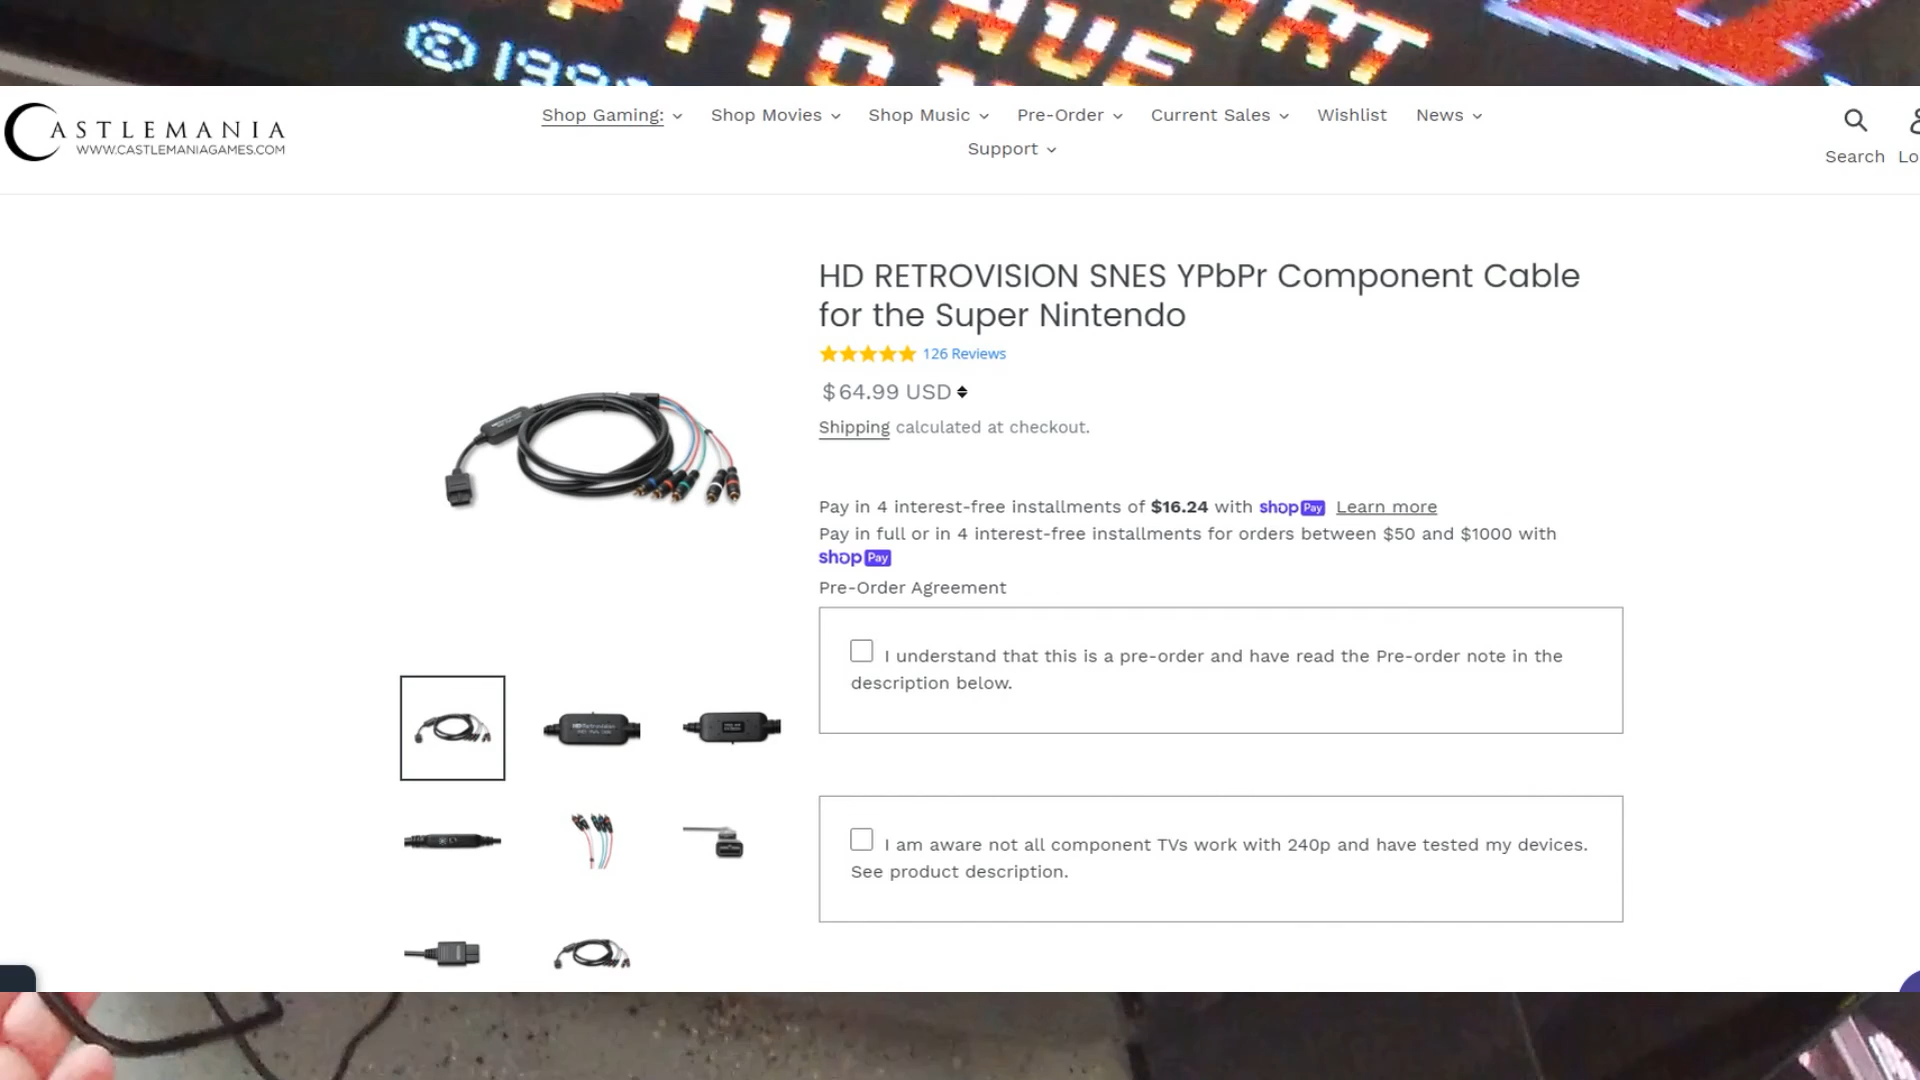 © 199
CASTLEMANIA
WWW.CASTLEMANIAGAMES.COM
Shop Gaming:
Shop Movies
Shop Music
Pre-Order
Current Sales
Wishlist
News
Support
Search
HD RETROVISION SNES YPbPr Component Cable
for the Super Nintendo
126 Reviews
$64.99 USD
Shipping calculated at checkout.
Pay in 4 interest-free installments of $16.24 with shop Pay Learn more
Pay in full or in 4 interest-free installments for orders between $50 and $1000 with
shop Pay
Pre-Order Agreement
I understand that this is a pre-order and have read the Pre-order note in the
description below.
I am aware not all component TVs work with 240p and have tested my devices.
See product description.